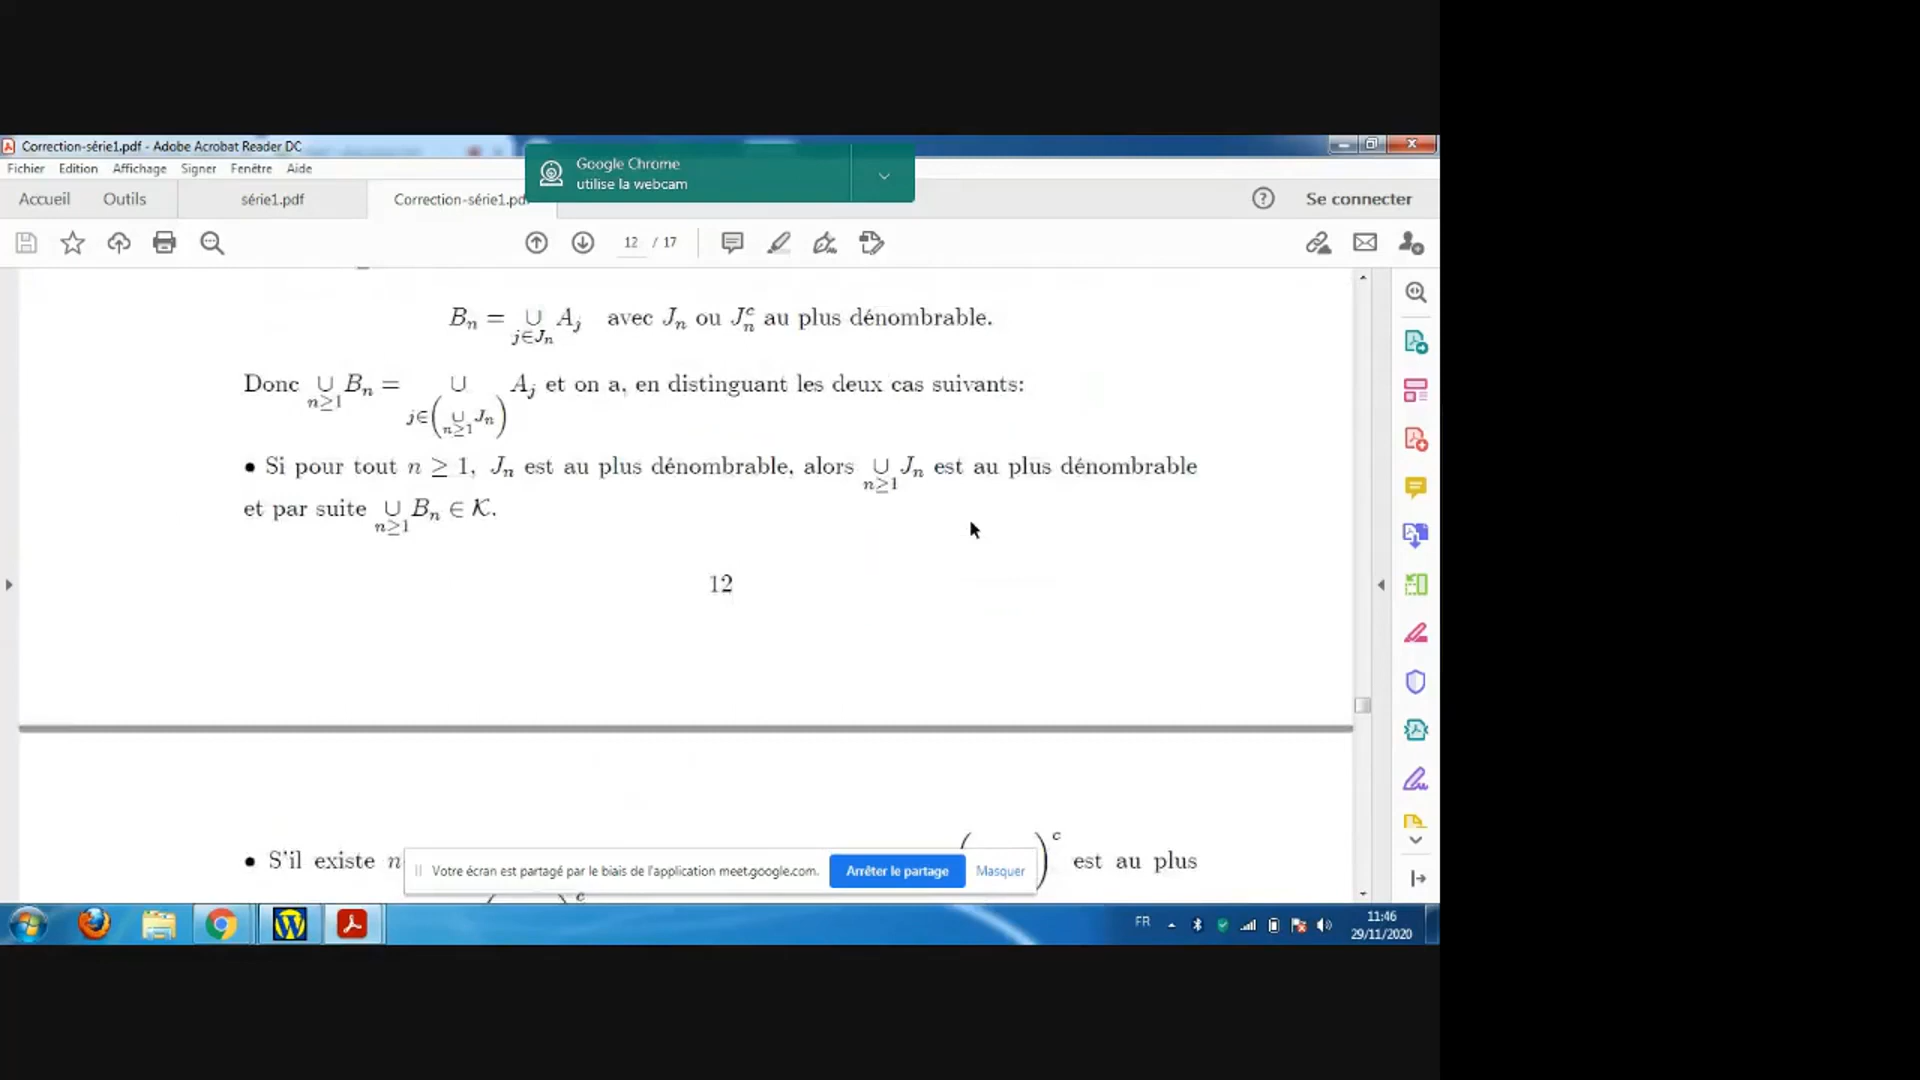 Correction-série1.pdf - Adobe Acrobat Reader DC
Google Chrome
utilise la webcam
Fichier Edition Affichage Signer Fenêtre Aide
Accueil Outils série1.pdf Correction-série1.pdf Se connecter
12 / 17
B_n = ∪_{j∈J_n} A_j avec J_n ou J_n^c au plus dénombrable.
Donc ∪_{n≥1} B_n = ∪_{j∈(∪_{n≥1} J_n)} A_j et on a, en distinguant les deux cas suivants:
• Si pour tout n ≥ 1, J_n est au plus dénombrable, alors ∪_{n≥1} J_n est au plus dénombrable
et par suite ∪_{n≥1} B_n ∈ K.
12
• S'il existe n ( )^c est au plus
( )^c
Votre écran est partagé par le biais de l'application meet.google.com. Arrêter le partage Masquer
FR 11:46
29/11/2020